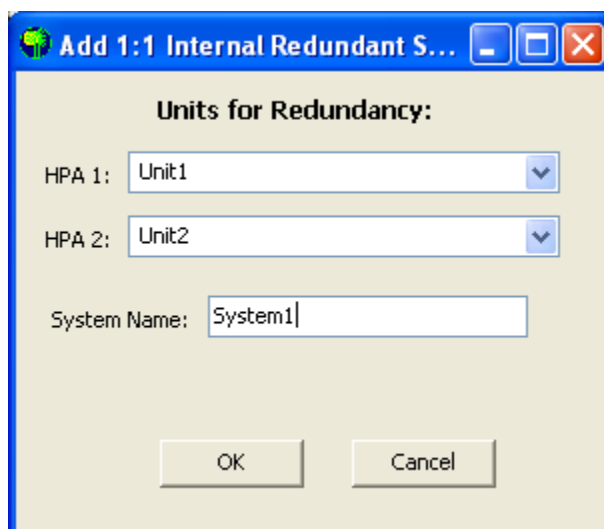 Add 1:1 Internal Redundant S...
Units for Redundancy:
HPA 1: Unit1
HPA 2: Unit2
System Name: System1
OK Cancel